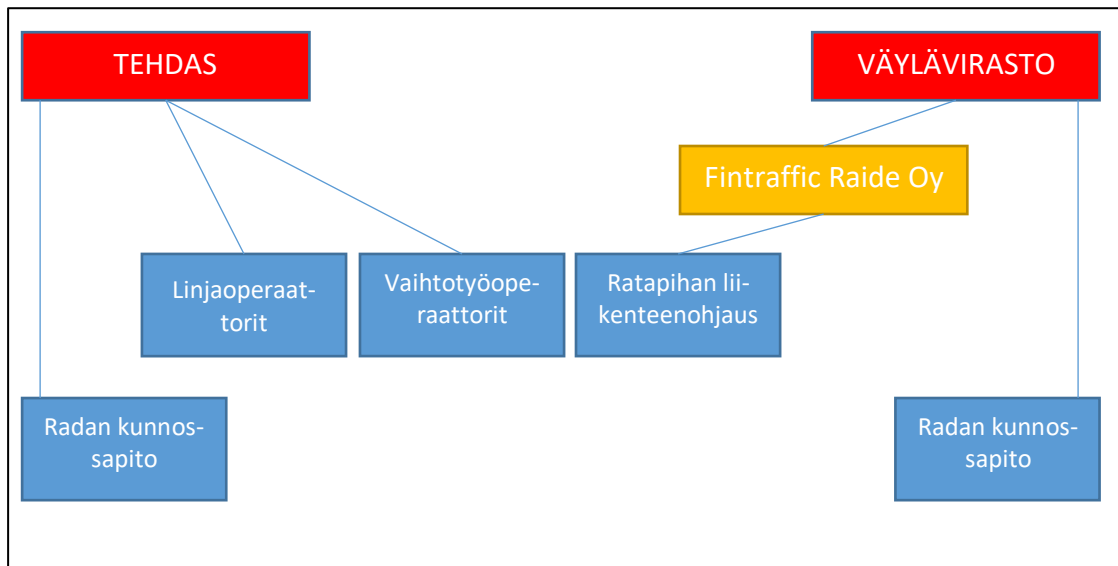 TEHDAS
VÄYLÄVIRASTO
Fintraffic Raide Oy
Linjaoperaat-
torit
Vaihtotyöope-
raattorit
Ratapihan lii-
kenteenohjaus
Radan kunnos-
sapito
Radan kunnos-
sapito